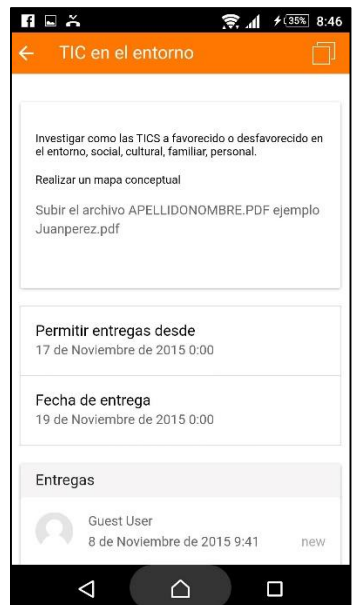 35% 8:46
TIC en el entorno
Investigar como las TICS a favorecido o desfavorecido en
el entorno, social, cultural, familiar, personal.
Realizar un mapa conceptual
Subir el archivo APELLIDONOMBRE.PDF ejemplo
Juanperez.pdf
Permitir entregas desde
17 de Noviembre de 2015 0:00
Fecha de entrega
19 de Noviembre de 2015 0:00
Entregas
Guest User
8 de Noviembre de 2015 9:41 new